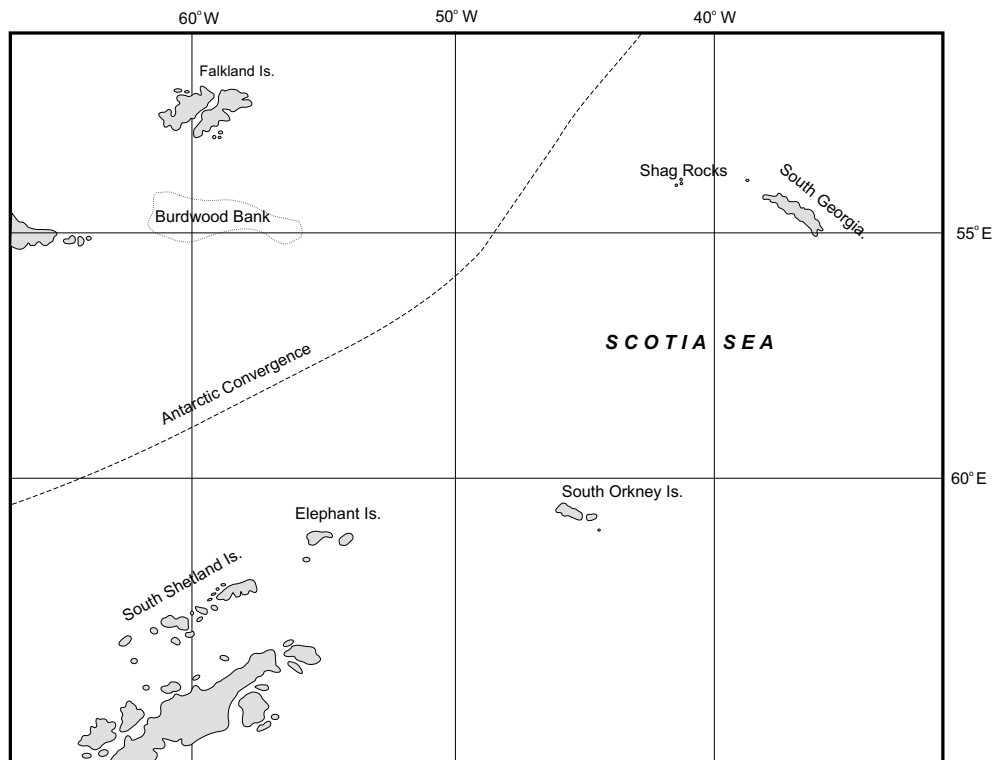 60°W 50°W 40°W
Falkland Is.
Shag Rocks
South Georgia.
Burdwood Bank
55°E
SCOTIA SEA
Antarctic Convergence
60°E
South Orkney Is.
Elephant Is.
South Shetland Is.